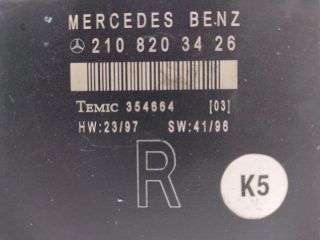 MERCEDES BENZ
210 820 34 26
TEMIC 354664 [03]
HW:23/97 SW:41/96
R
K5